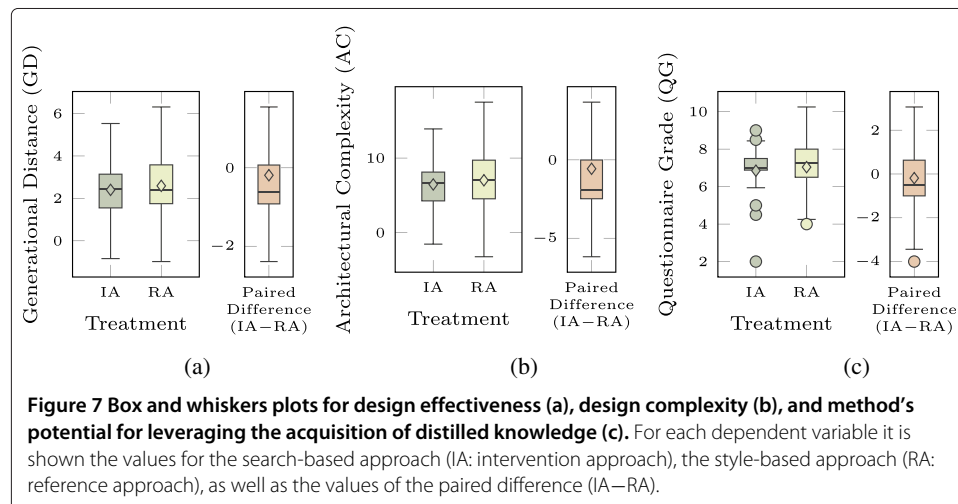 Generational Distance (GD)
6
4
2
0
IA
RA
Treatment
0
−2
Paired
Difference
(IA−RA)
(a)
Architectural Complexity (AC)
10
0
IA
RA
Treatment
0
−5
Paired
Difference
(IA−RA)
(b)
Questionnaire Grade (QG)
10
8
6
4
2
IA
RA
Treatment
2
0
−2
−4
Paired
Difference
(IA−RA)
(c)
Figure 7 Box and whiskers plots for design effectiveness (a), design complexity (b), and method's
potential for leveraging the acquisition of distilled knowledge (c). For each dependent variable it is
shown the values for the search-based approach (IA: intervention approach), the style-based approach (RA:
reference approach), as well as the values of the paired difference (IA−RA).